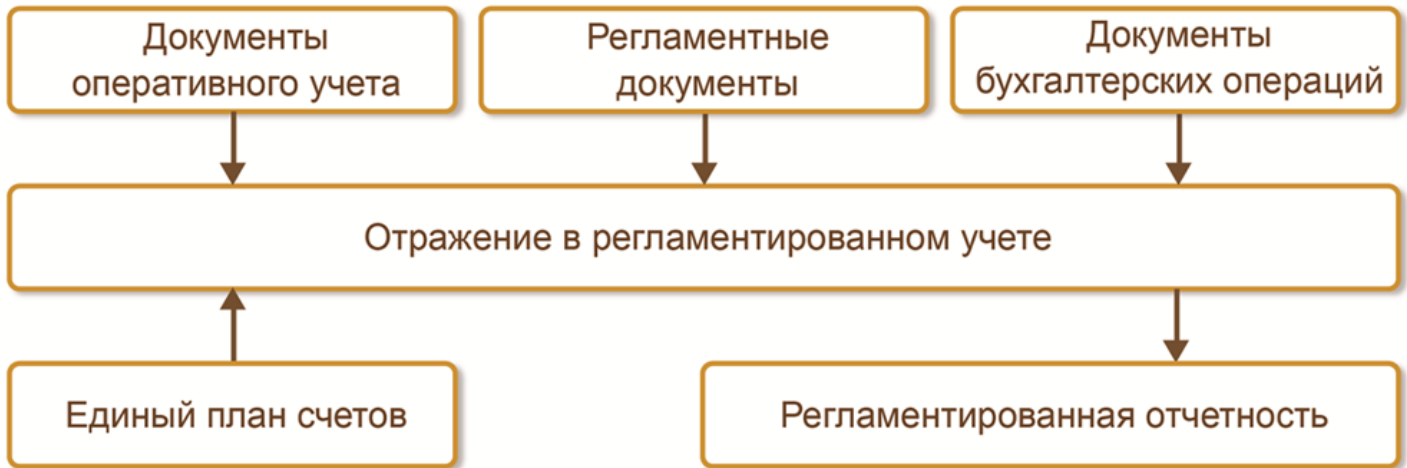 Документы
оперативного учета
Регламентные
документы
Документы
бухгалтерских операций
Отражение в регламентированном учете
Единый план счетов
Регламентированная отчетность